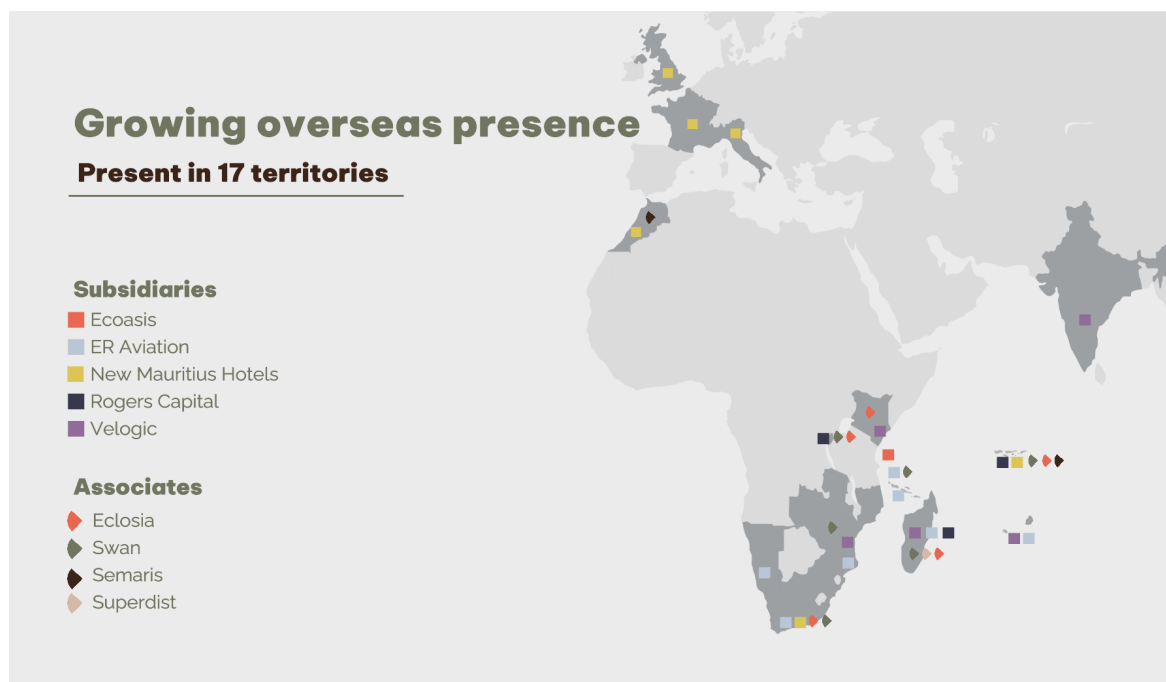 Growing overseas presence
Present in 17 territories
Subsidiaries
Ecoasis
ER Aviation
New Mauritius Hotels
Rogers Capital
Velogic
Associates
Eclosia
Swan
Semaris
Superdist